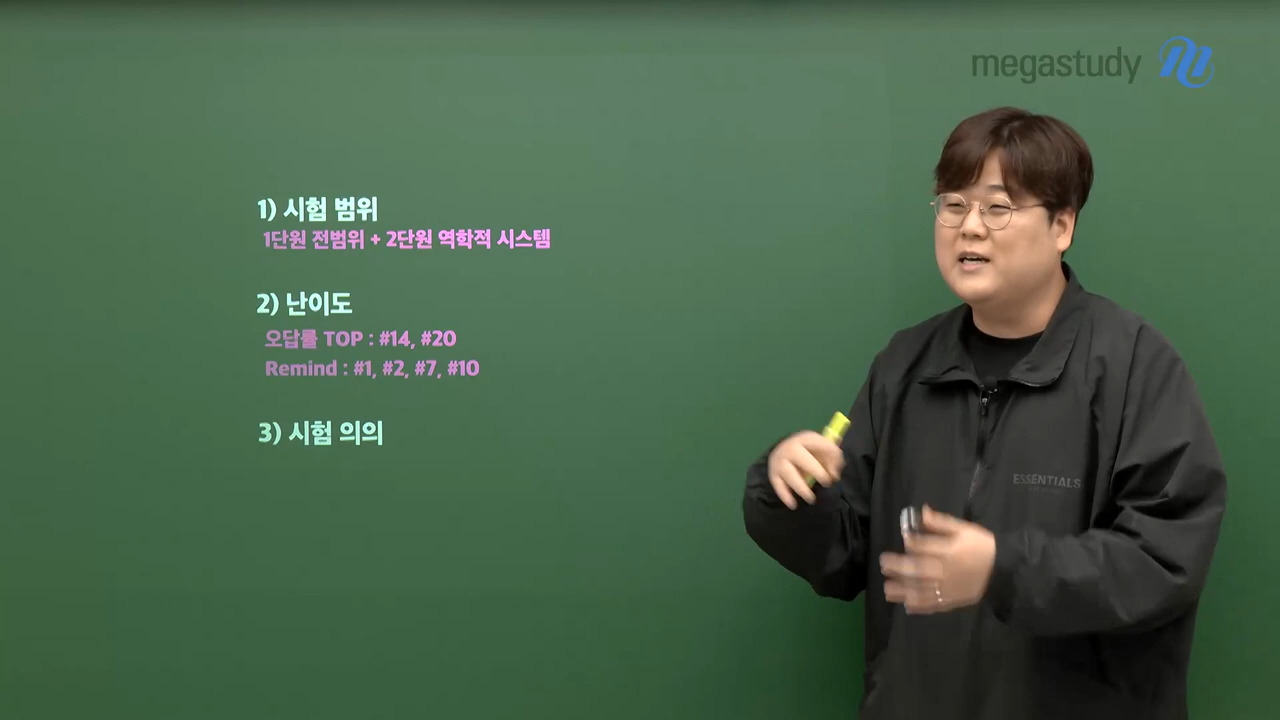 megastudy
1) 시험 범위
1단원 전범위 + 2단원 역학적 시스템
2) 난이도
오답률 TOP : #14, #20
Remind : #1, #2, #7, #10
3) 시험 의의
ESSENTIALS